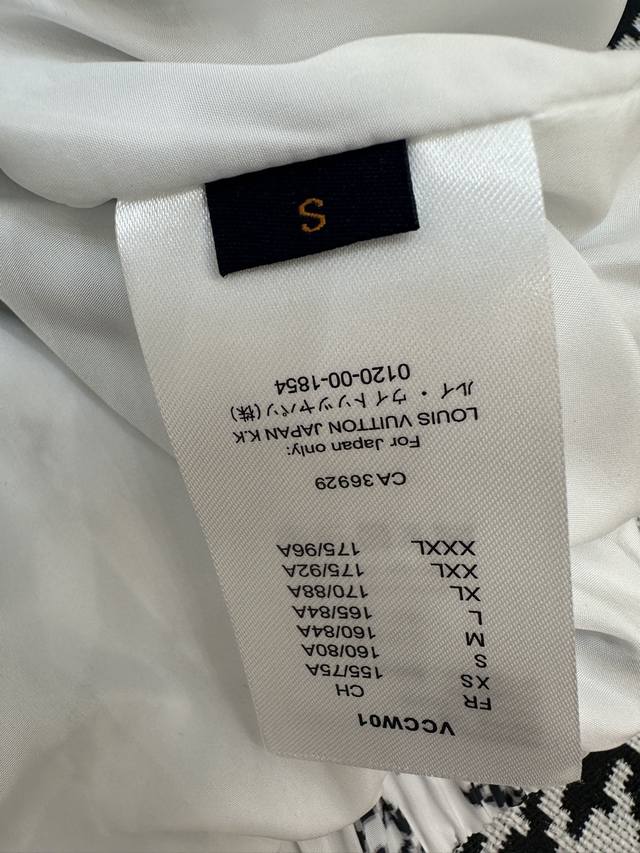 VCCW01
FR CH
XS 155/75A
S 160/80A
M 160/84A
L 165/84A
XL 170/88A
XXL 175/92A
XXXL 175/96A
CA 36929
For Japan only:
LOUIS VUITTON JAPAN K.K
ルイ・ヴィトンジャパン(株)
0120-00-1854
S